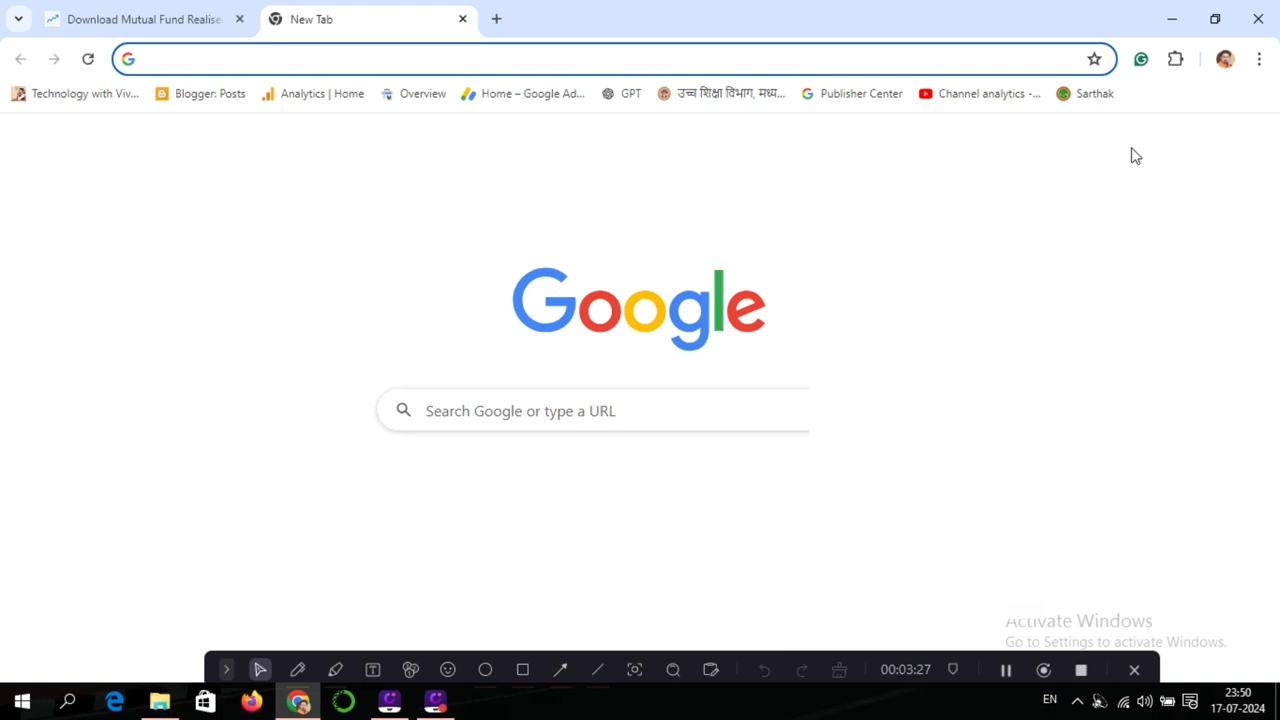 Download Mutual Fund Realise
New Tab
Technology with Viv...
Blogger: Posts
Analytics | Home
Overview
Home – Google Ad...
GPT
उच्च शिक्षा विभाग, मध्य...
Publisher Center
Channel analytics -...
Sarthak
Google
Search Google or type a URL
Activate Windows
Go to Settings to activate Windows.
00:03:27
EN
23:50
17-07-2024